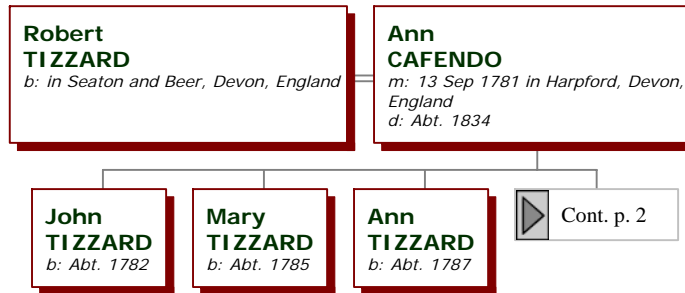 Robert
TIZZARD
b: in Seaton and Beer, Devon, England
Ann
CAFENDO
m: 13 Sep 1781 in Harpford, Devon,
England
d: Abt. 1834
John
TIZZARD
b: Abt. 1782
Mary
TIZZARD
b: Abt. 1785
Ann
TIZZARD
b: Abt. 1787
Cont. p. 2